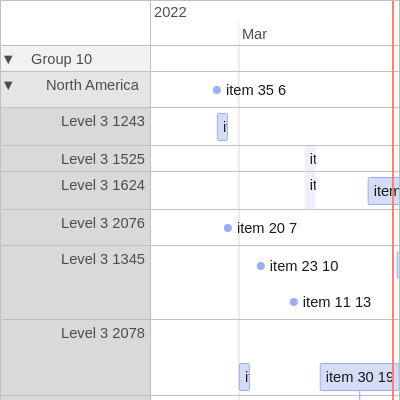 2022
Mar
▼ Group 10
▼ North America
item 35 6
Level 3 1243
it
Level 3 1525
it
Level 3 1624
it
item
Level 3 2076
item 20 7
Level 3 1345
item 23 10
item 11 13
Level 3 2078
it
item 30 19